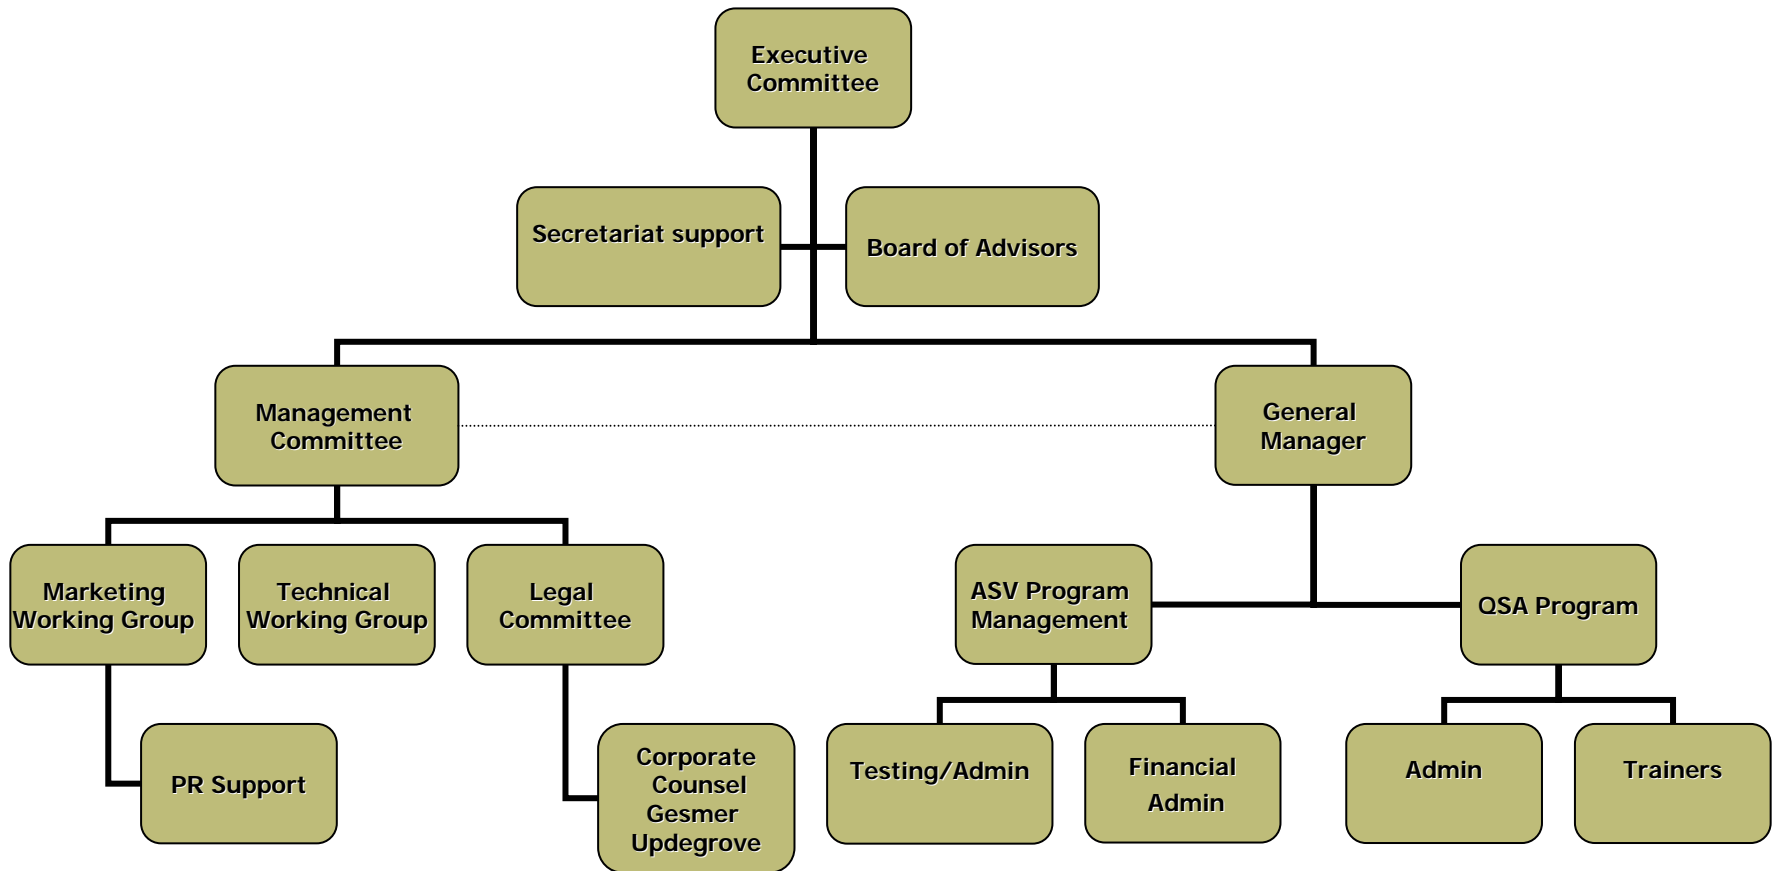 Executive
Committee
Secretariat support
Board of Advisors
Management
Committee
General
Manager
Marketing
Working Group
Technical
Working Group
Legal
Committee
ASV Program
Management
QSA Program
PR Support
Corporate
Counsel
Gesmer
Updegrove
Testing/Admin
Financial
Admin
Admin
Trainers